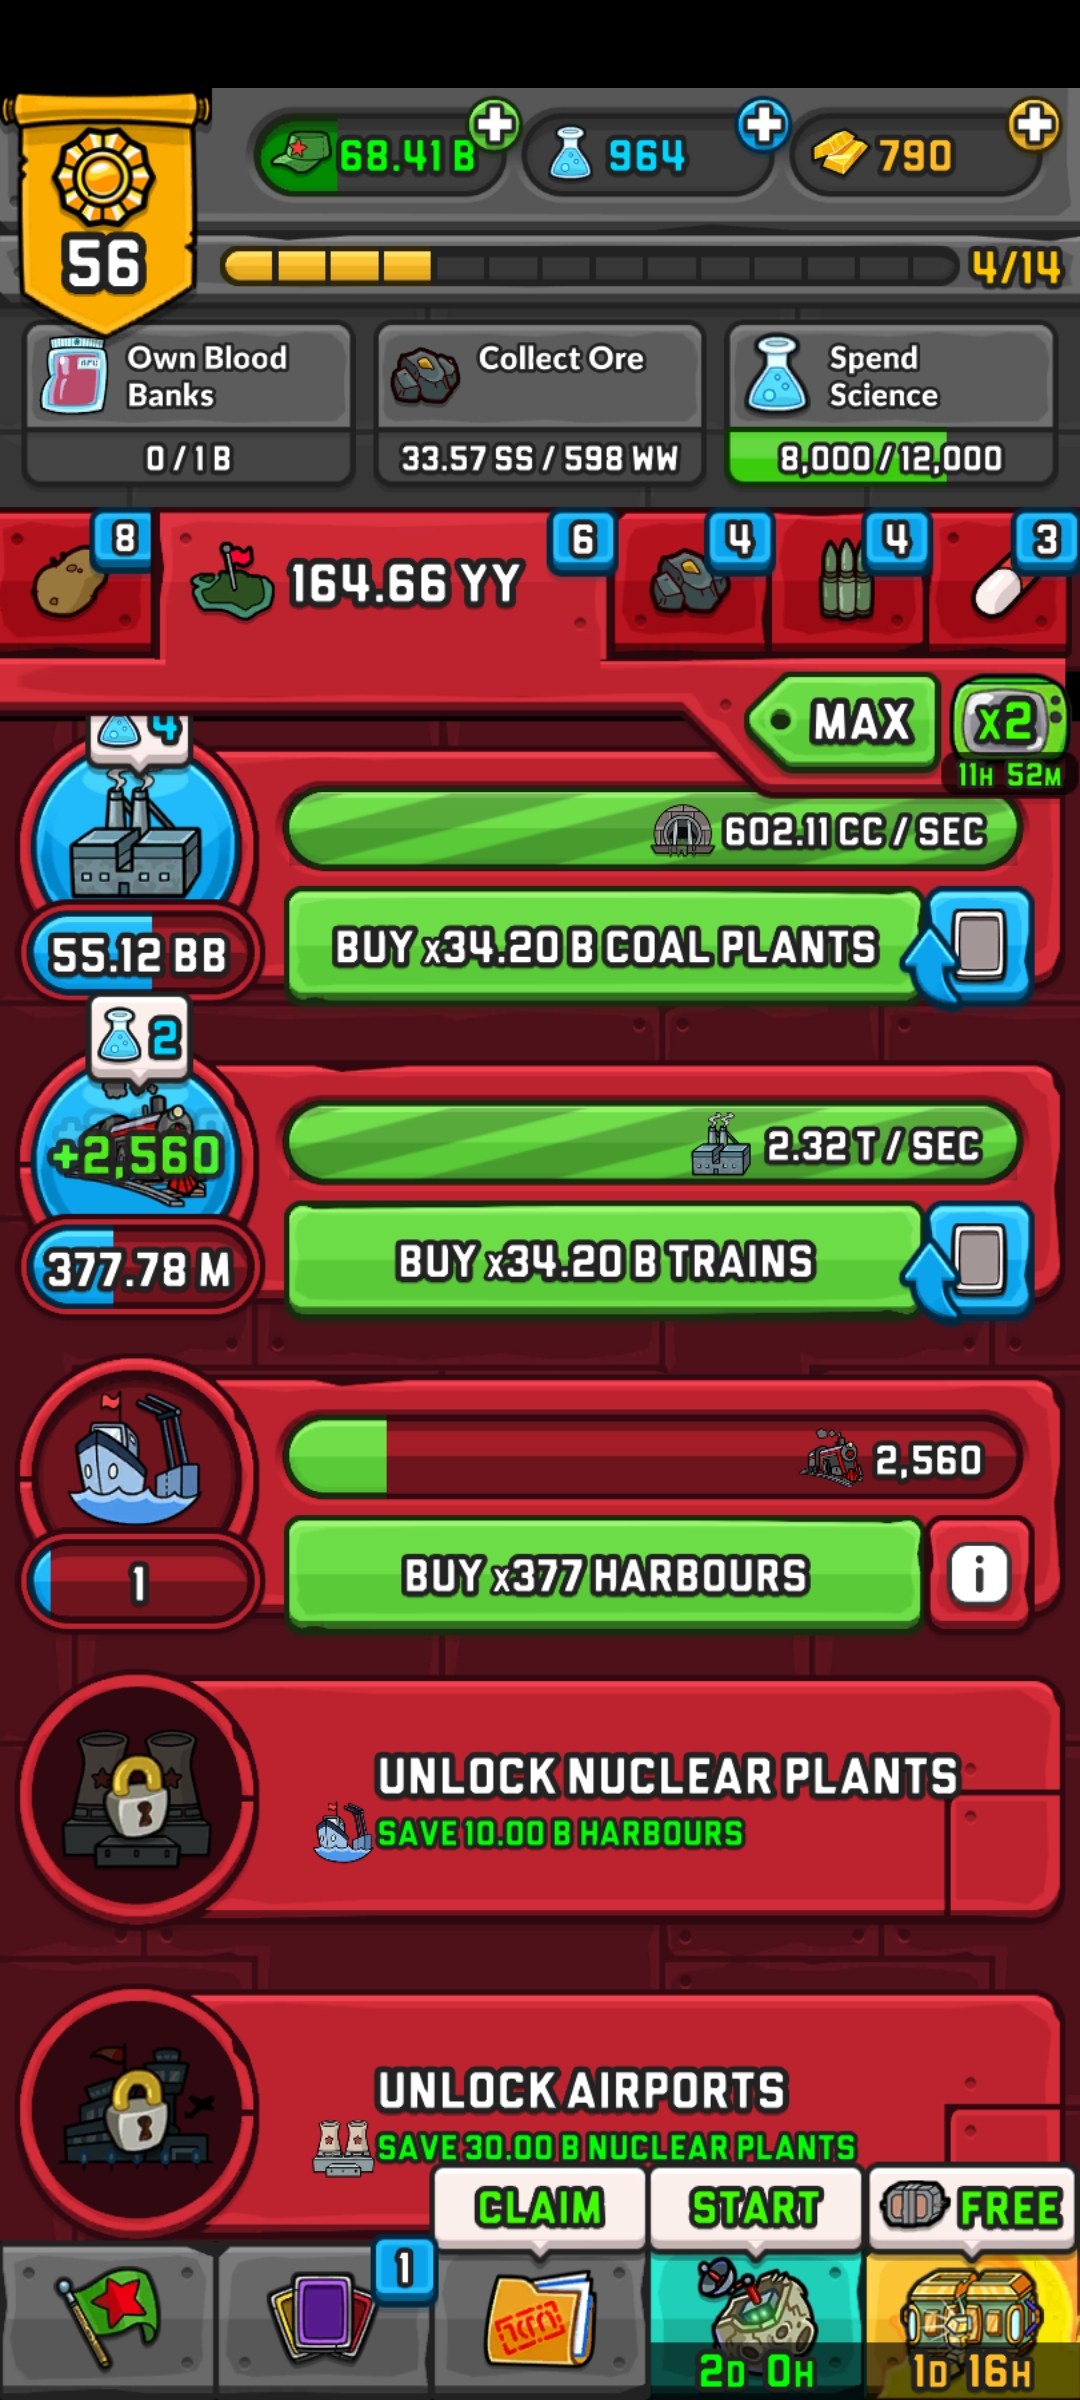 68.41 B
964
790
56
4/14
Own Blood
Banks
0 / 1 B
Collect Ore
33.57 SS / 598 WW
Spend
Science
8,000 / 12,000
8
164.66 YY
6
4
4
3
MAX
x2
11H 52M
4
602.11 CC / SEC
55.12 BB
BUY x34.20 B COAL PLANTS
2
+2,560
2.32 T / SEC
377.78 M
BUY x34.20 B TRAINS
2,560
1
BUY x377 HARBOURS
i
UNLOCK NUCLEAR PLANTS
SAVE 10.00 B HARBOURS
UNLOCK AIRPORTS
SAVE 30.00 B NUCLEAR PLANTS
CLAIM
START
FREE
1
2D 0H
1D 16H